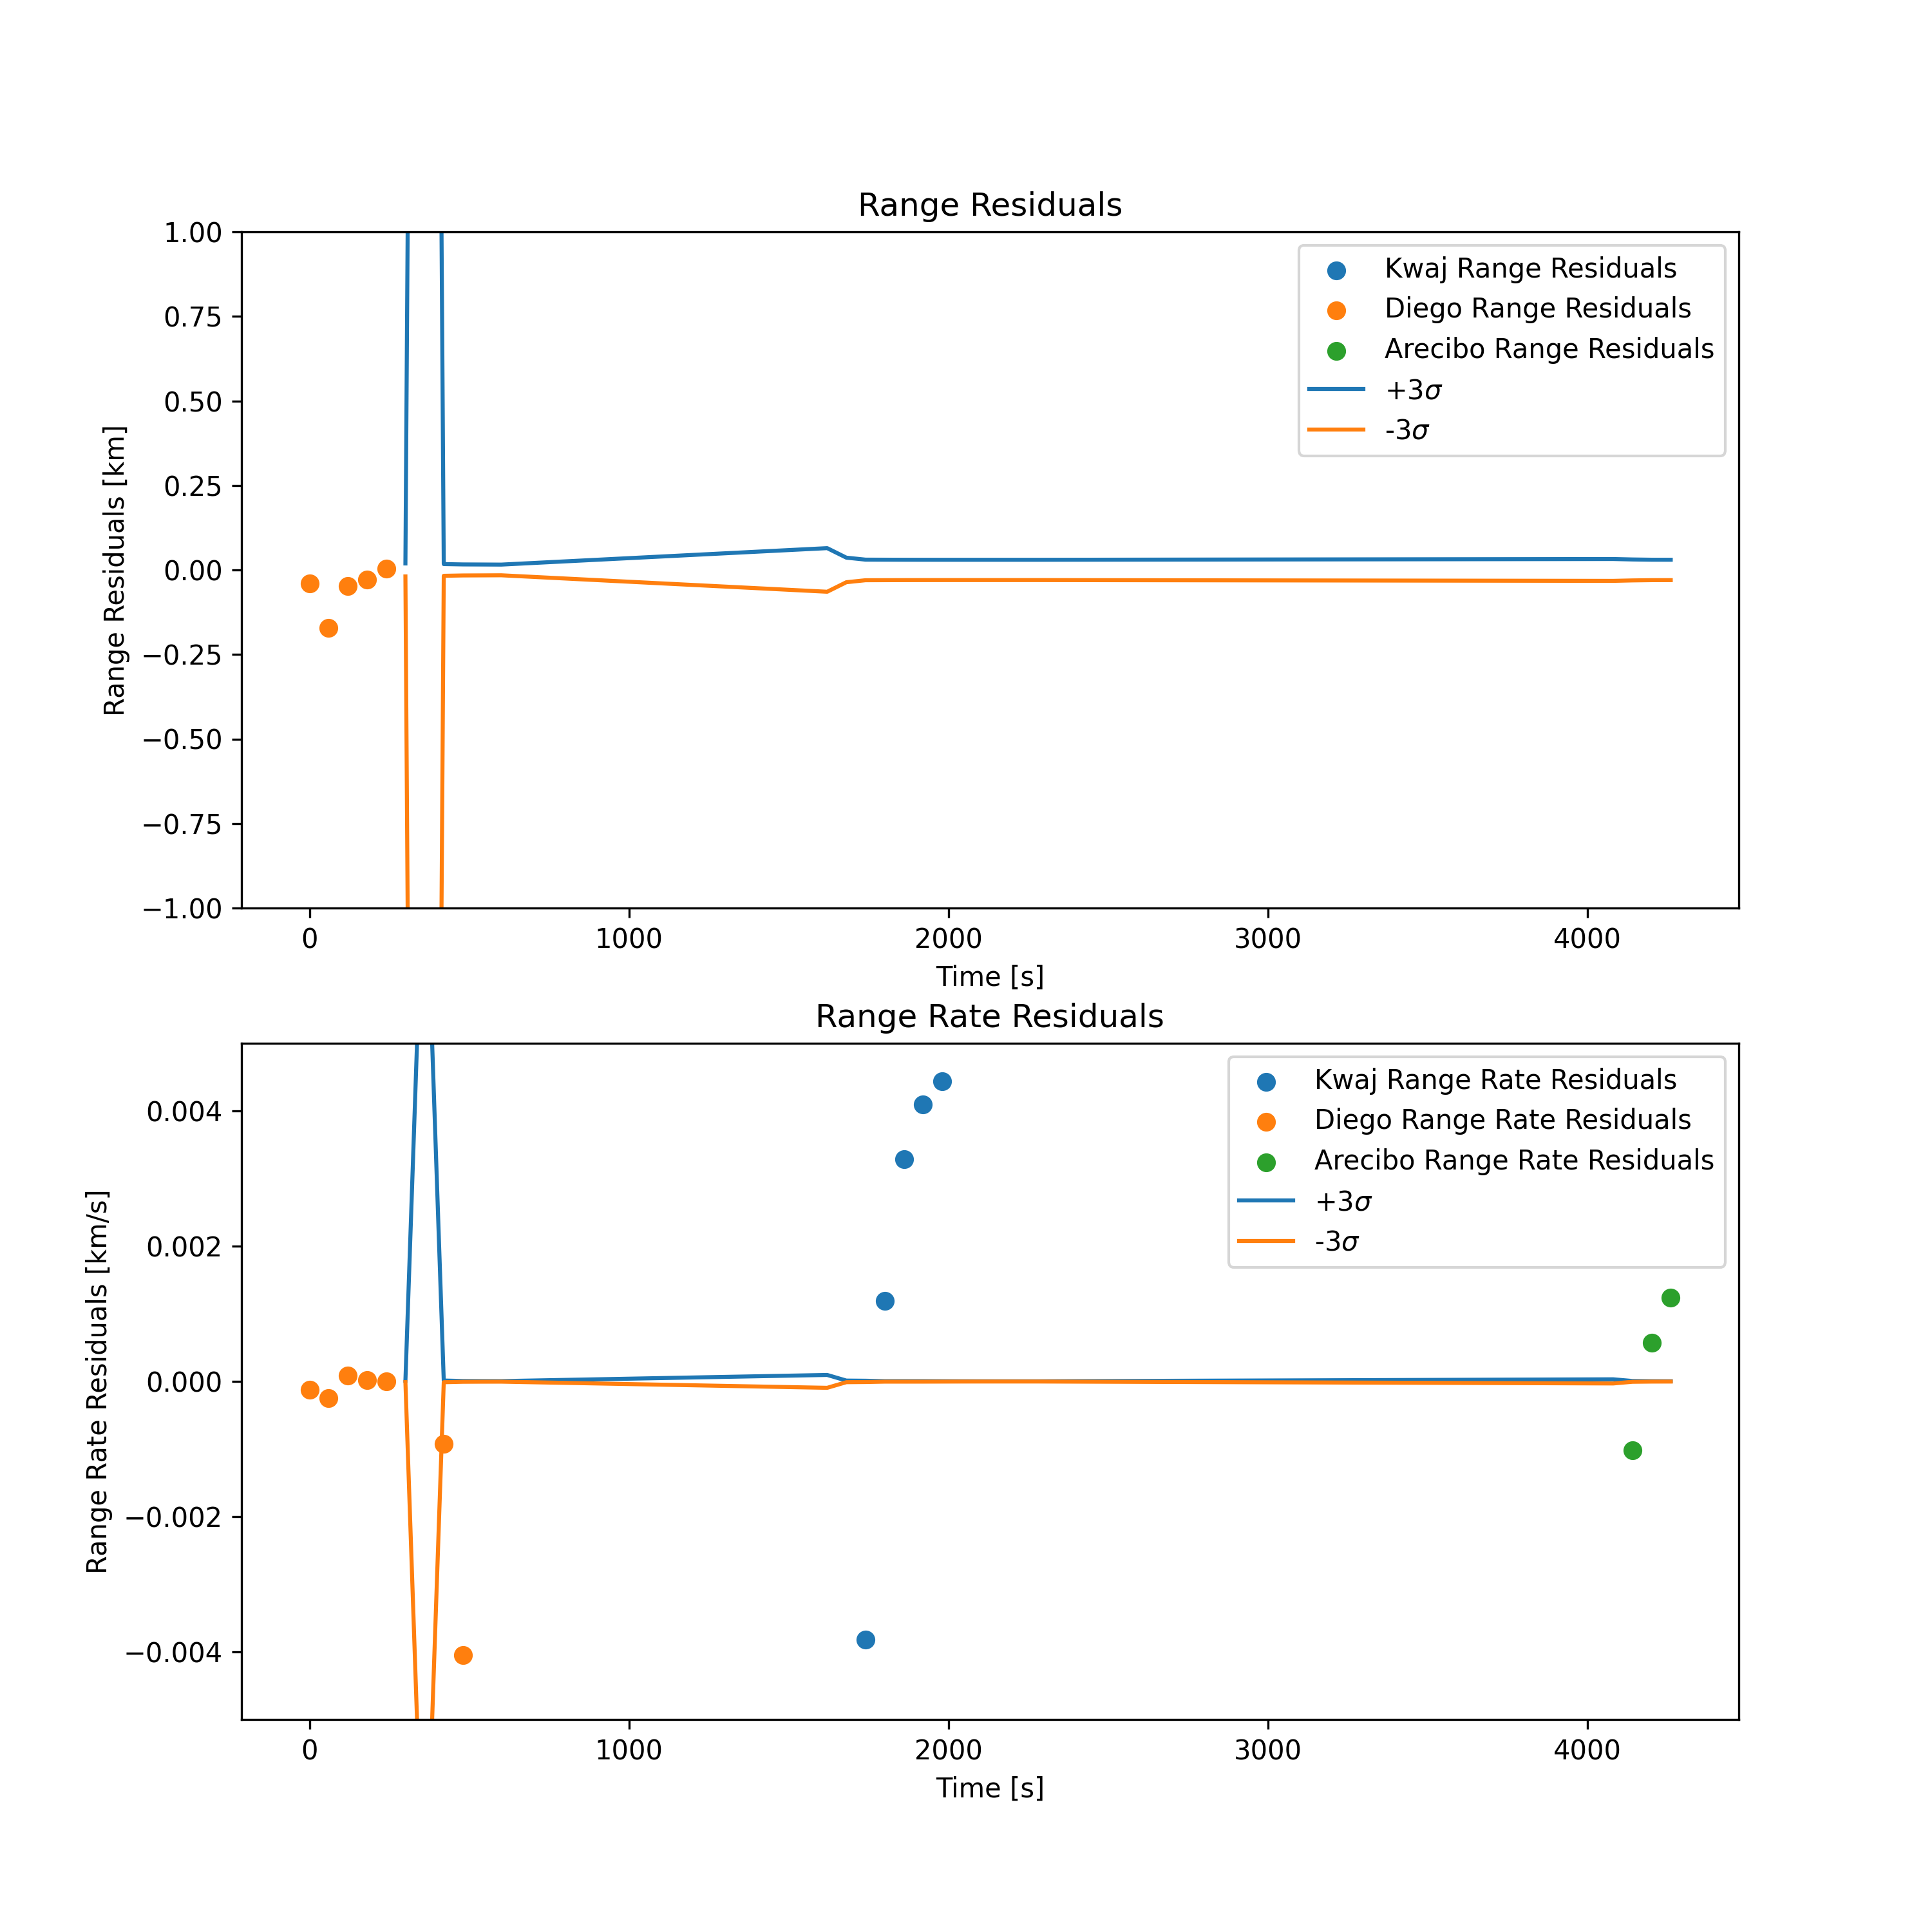 Range Residuals
1.00
0.75
0.50
0.25
0.00
−0.25
−0.50
−0.75
−1.00
Range Residuals [km]
Kwaj Range Residuals
Diego Range Residuals
Arecibo Range Residuals
+3σ
-3σ
0 1000 2000 3000 4000
Time [s]
Range Rate Residuals
0.004
0.002
0.000
−0.002
−0.004
Range Rate Residuals [km/s]
Kwaj Range Rate Residuals
Diego Range Rate Residuals
Arecibo Range Rate Residuals
+3σ
-3σ
0 1000 2000 3000 4000
Time [s]